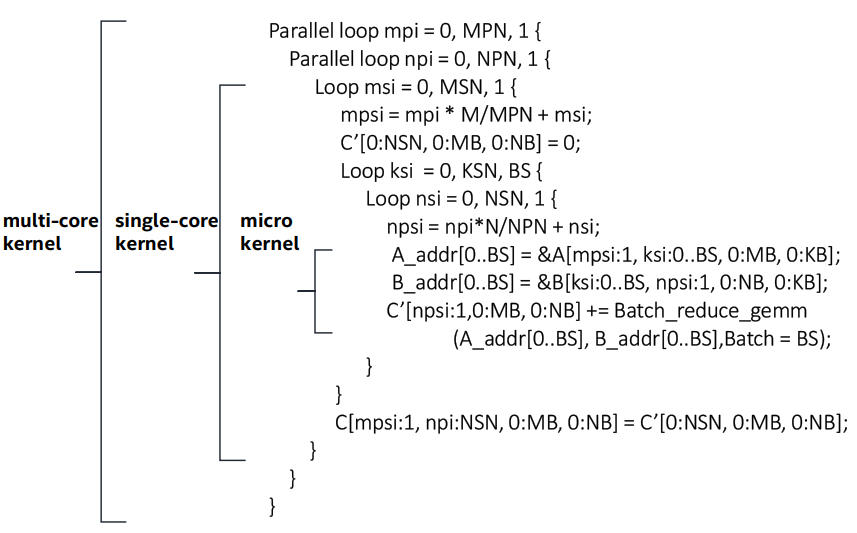 Parallel loop mpi = 0, MPN, 1 {
Parallel loop npi = 0, NPN, 1 {
Loop msi = 0, MSN, 1 {
mpsi = mpi * M/MPN + msi;
C’[0:NSN, 0:MB, 0:NB] = 0;
Loop ksi = 0, KSN, BS {
Loop nsi = 0, NSN, 1 {
npsi = npi*N/NPN + nsi;
A_addr[0..BS] = &A[mpsi:1, ksi:0..BS, 0:MB, 0:KB];
B_addr[0..BS] = &B[ksi:0..BS, npsi:1, 0:NB, 0:KB];
C’[npsi:1,0:MB, 0:NB] += Batch_reduce_gemm
(A_addr[0..BS], B_addr[0..BS],Batch = BS);
}
}
C[mpsi:1, npi:NSN, 0:MB, 0:NB] = C’[0:NSN, 0:MB, 0:NB];
}
}
}
multi-core
kernel
single-core
kernel
micro
kernel